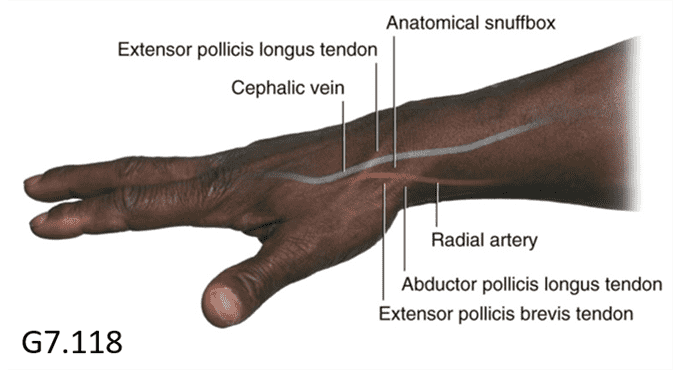 Anatomical snuffbox
Extensor pollicis longus tendon
Cephalic vein
Radial artery
Abductor pollicis longus tendon
Extensor pollicis brevis tendon
G7.118